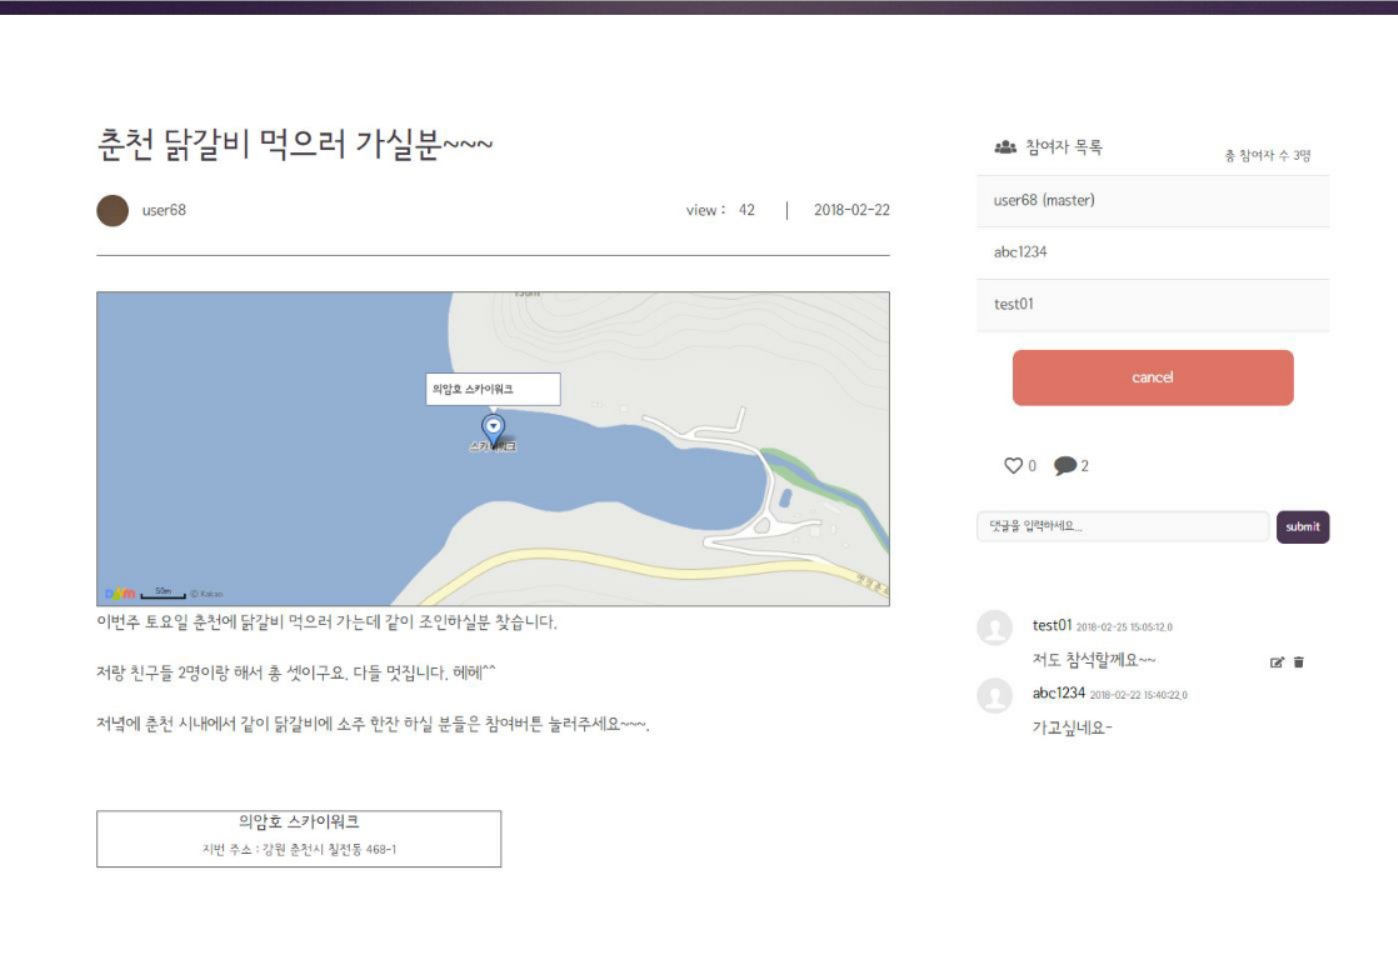 춘천 닭갈비 먹으러 가실분~~~
user68
view : 42 | 2018-02-22
의암호 스카이워크
50m © Kakao
이번주 토요일 춘천에 닭갈비 먹으러 가는데 같이 조인하실분 찾습니다.
저랑 친구들 2명이랑 해서 총 셋이구요. 다들 멋집니다. 헤헤^^
저녘에 춘천 시내에서 같이 닭갈비에 소주 한잔 하실 분들은 참여버튼 눌러주세요~~~.
의암호 스카이워크
지번 주소 : 강원 춘천시 칠전동 468-1
참여자 목록
총 참여자 수 3명
user68 (master)
abc1234
test01
cancel
0 2
댓글을 입력하세요...
submit
test01 2018-02-25 15:05:12.0
저도 참석할께요~~
abc1234 2018-02-22 15:40:22.0
가고싶네요~